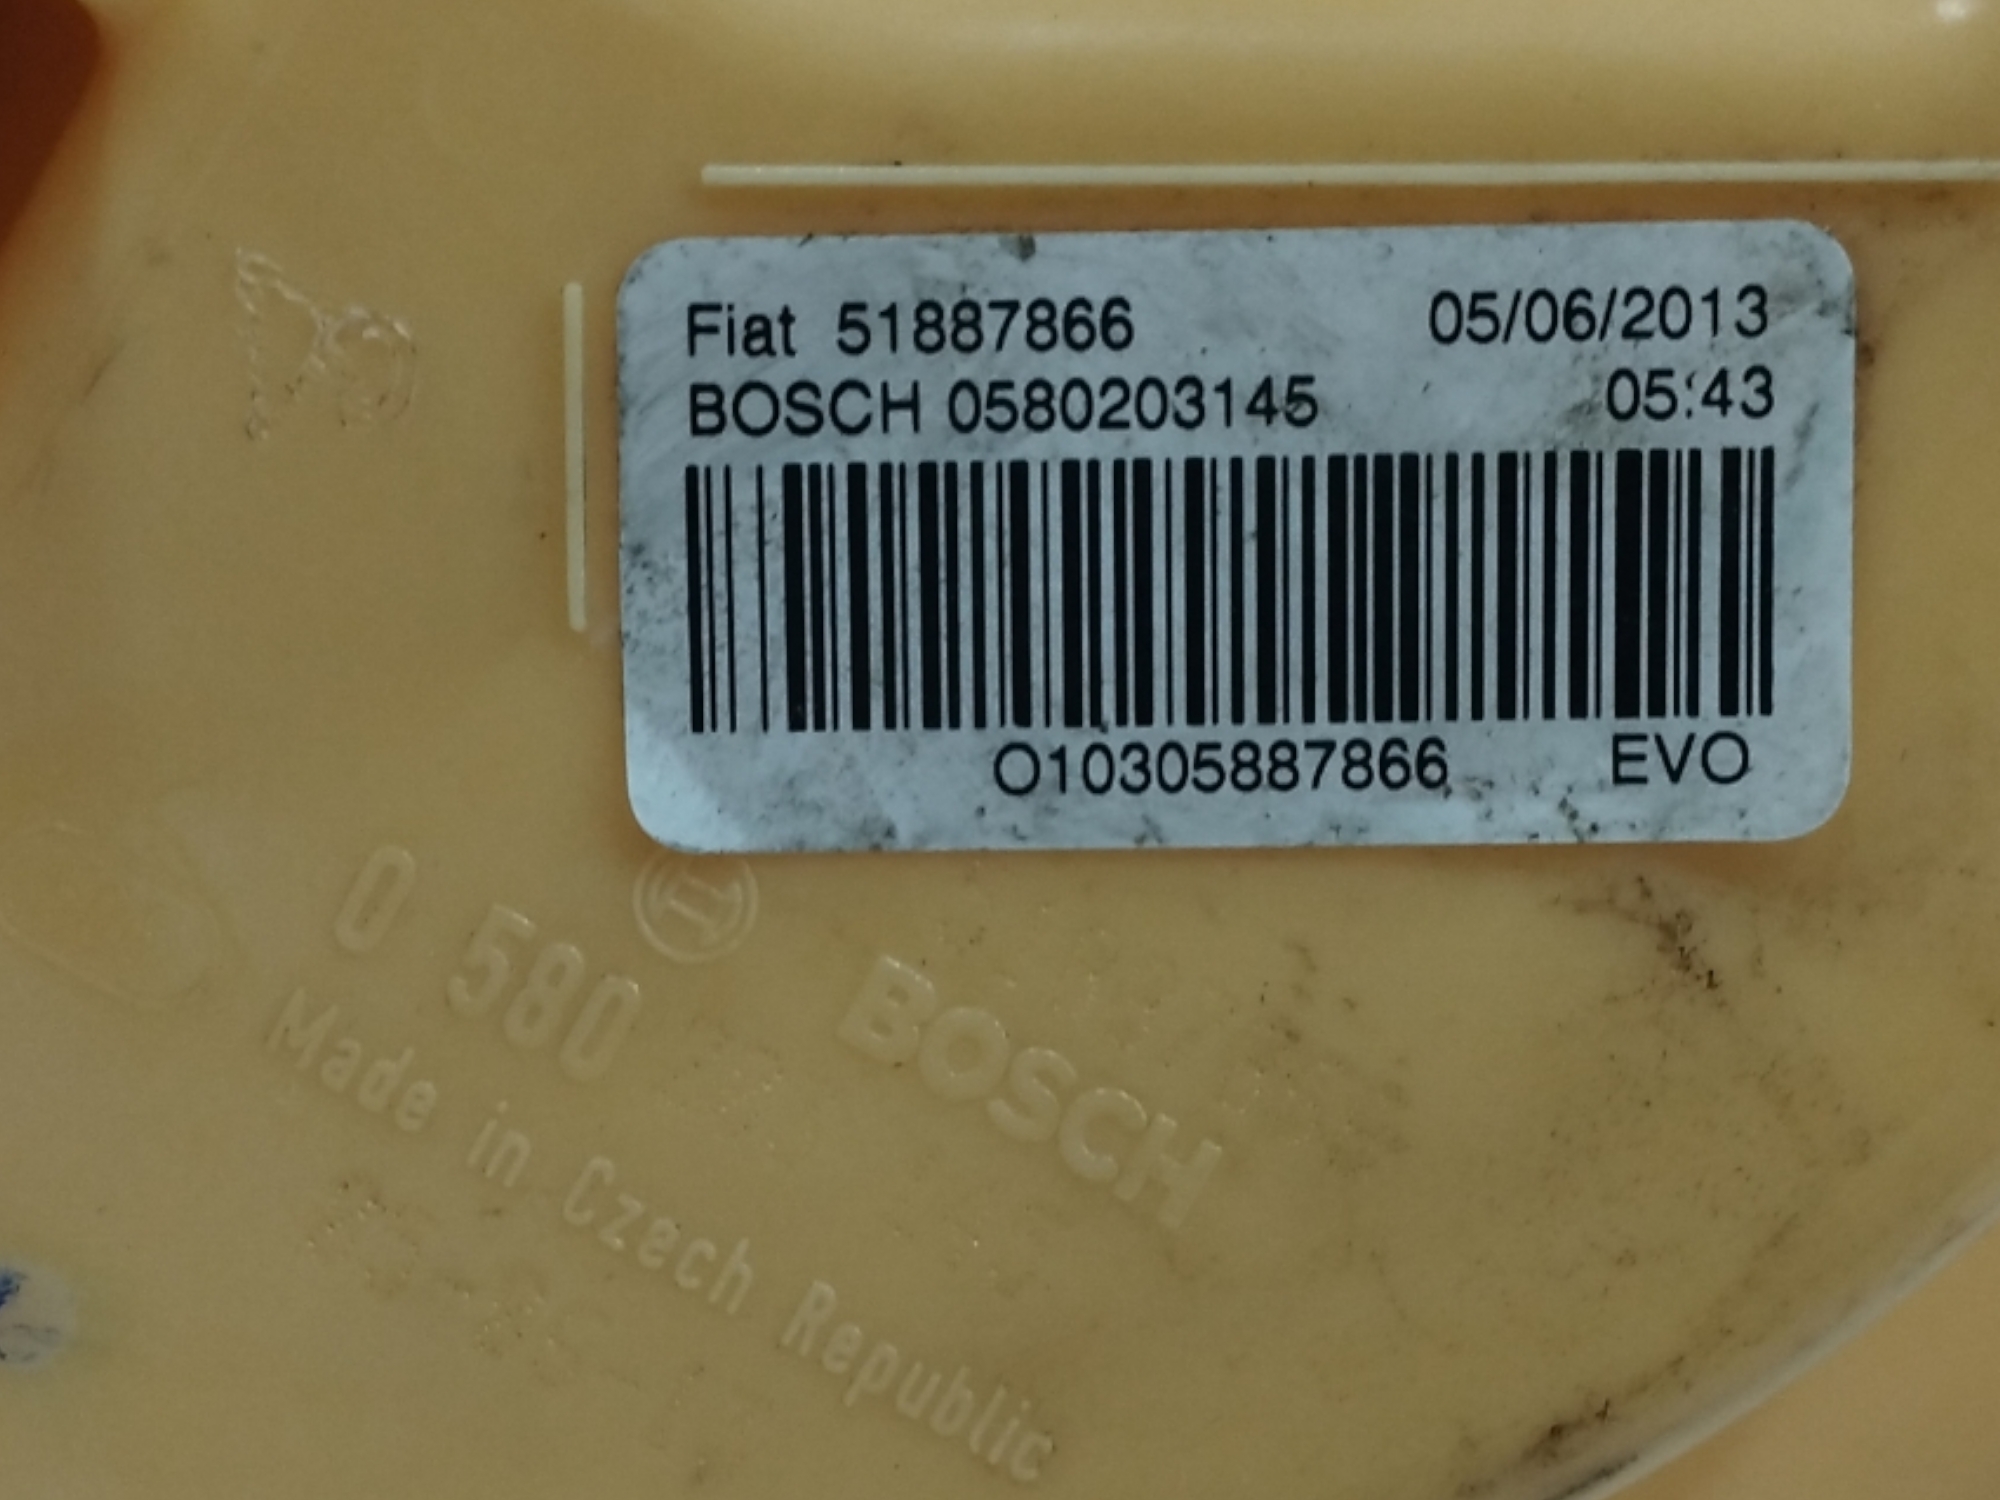 Fiat 51887866 05/06/2013
BOSCH 0580203145 05:43
O10305887866 EVO
0 580 BOSCH
Made in Czech Republic